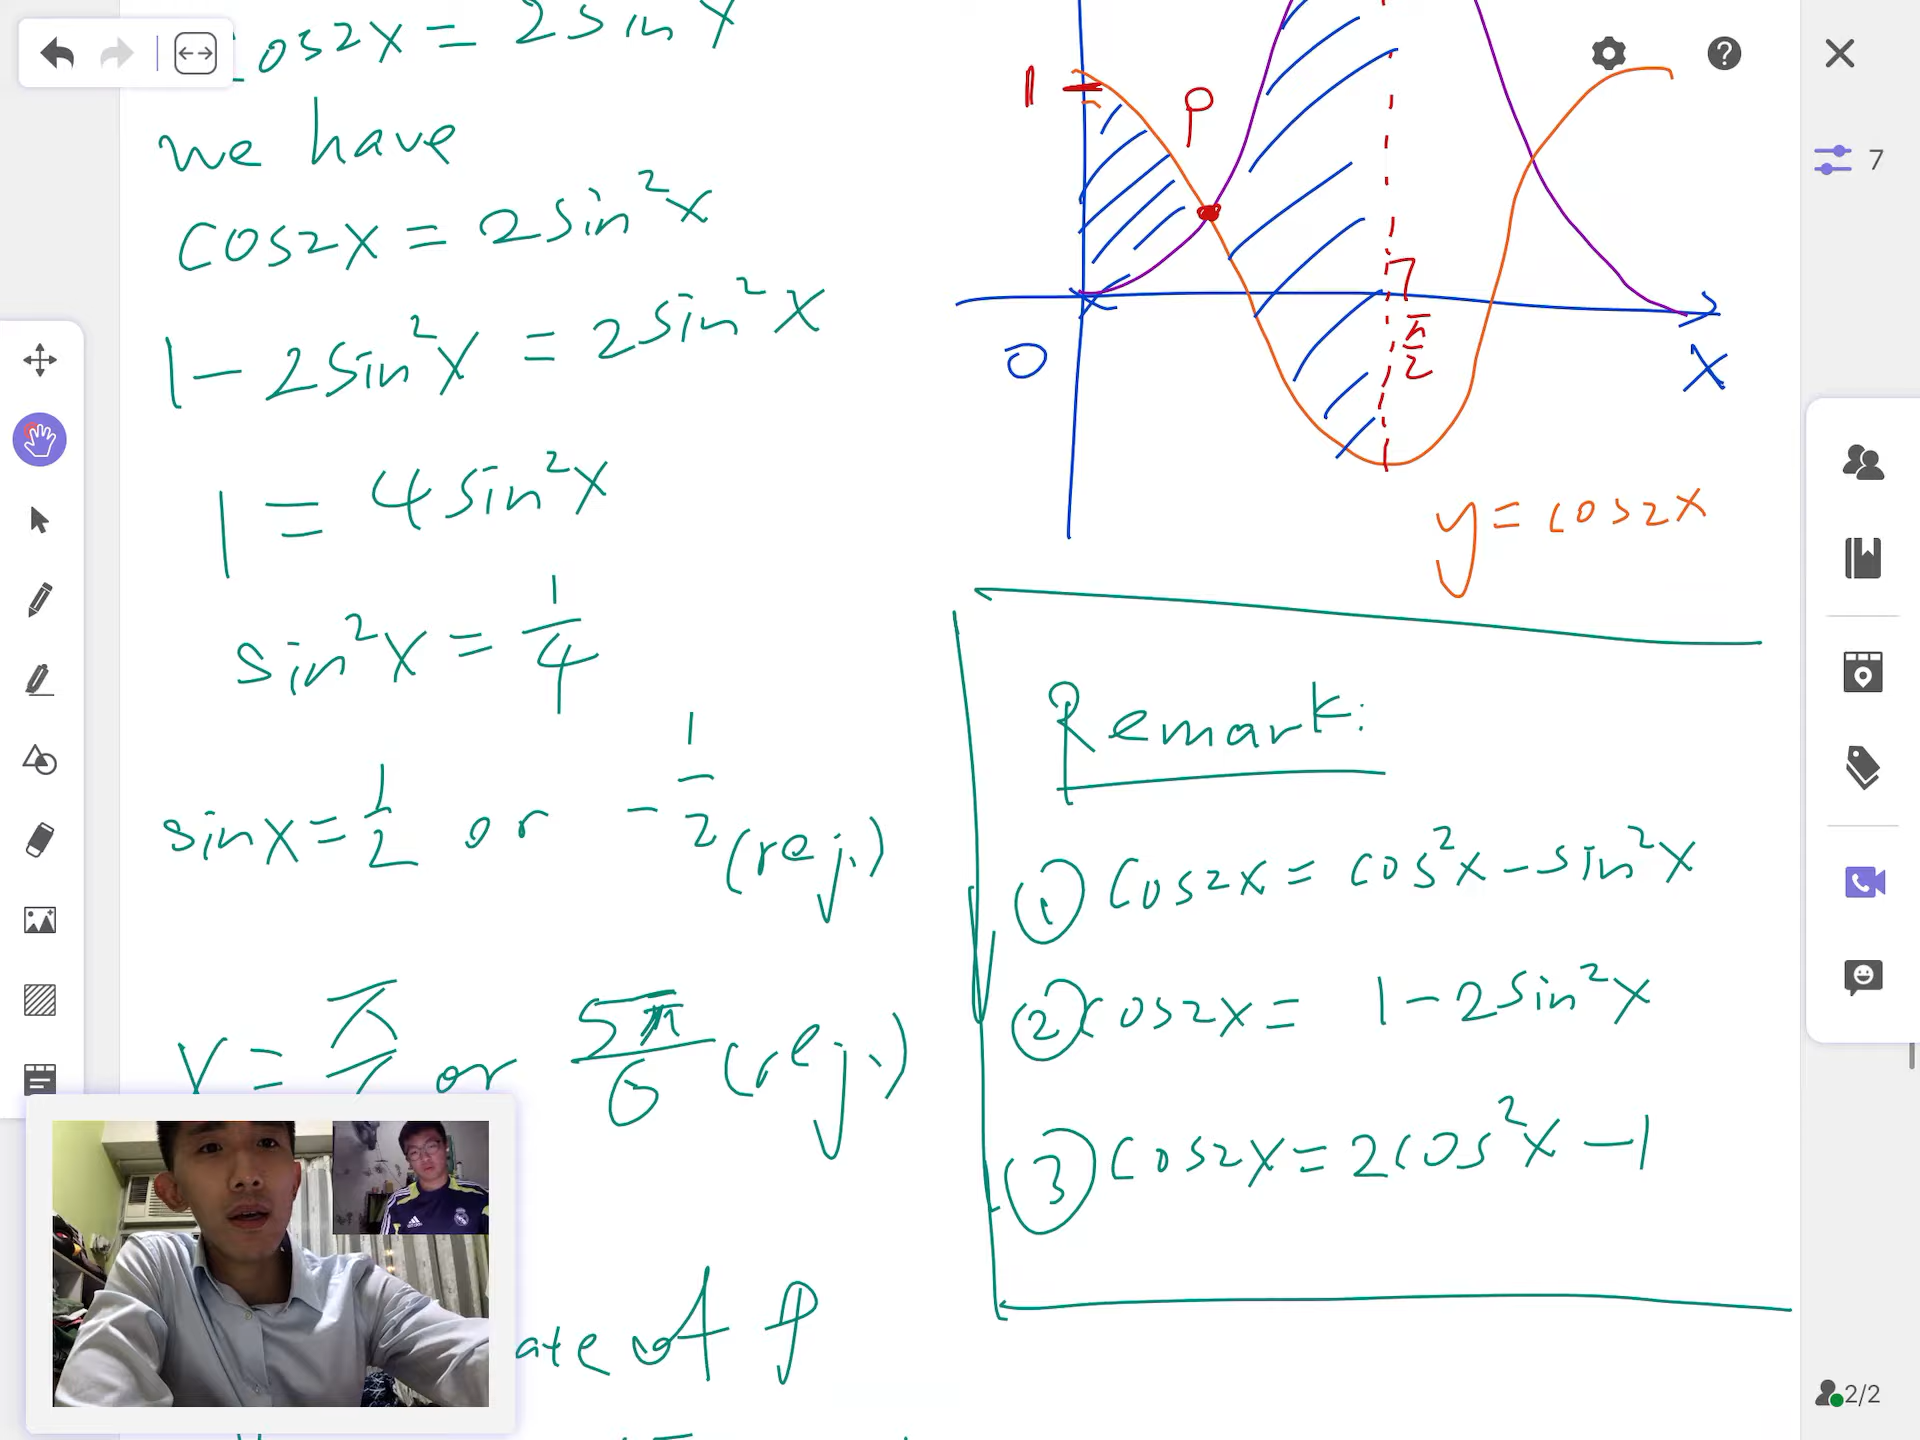 cos2x = 2sin x
we have
cos2x = 2sin²x
1 - 2sin²x = 2sin²x
1 = 4sin²x
sin²x = 1/4
sinx = 1/2 or -1/2 (rej.)
or 5π/6 (rej.)
ate of P
1
P
π/2
O
x
y = cos2x
Remark:
① cos2x = cos²x - sin²x
② cos2x = 1 - 2sin²x
③ cos2x = 2cos²x - 1
7
2/2